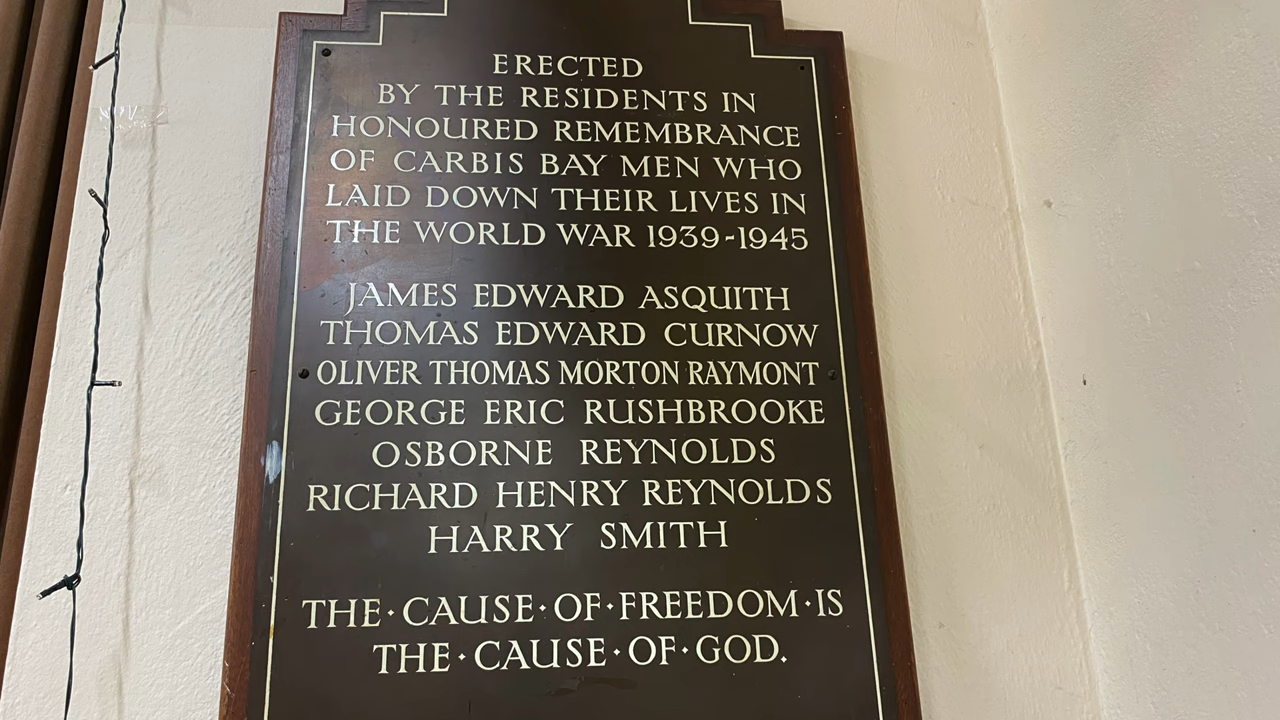 ERECTED
BY THE RESIDENTS IN
HONOURED REMEMBRANCE
OF CARBIS BAY MEN WHO
LAID DOWN THEIR LIVES IN
THE WORLD WAR 1939-1945
JAMES EDWARD ASQUITH
THOMAS EDWARD CURNOW
OLIVER THOMAS MORTON RAYMONT
GEORGE ERIC RUSHBROOKE
OSBORNE REYNOLDS
RICHARD HENRY REYNOLDS
HARRY SMITH
THE·CAUSE·OF·FREEDOM·IS
THE·CAUSE·OF·GOD.